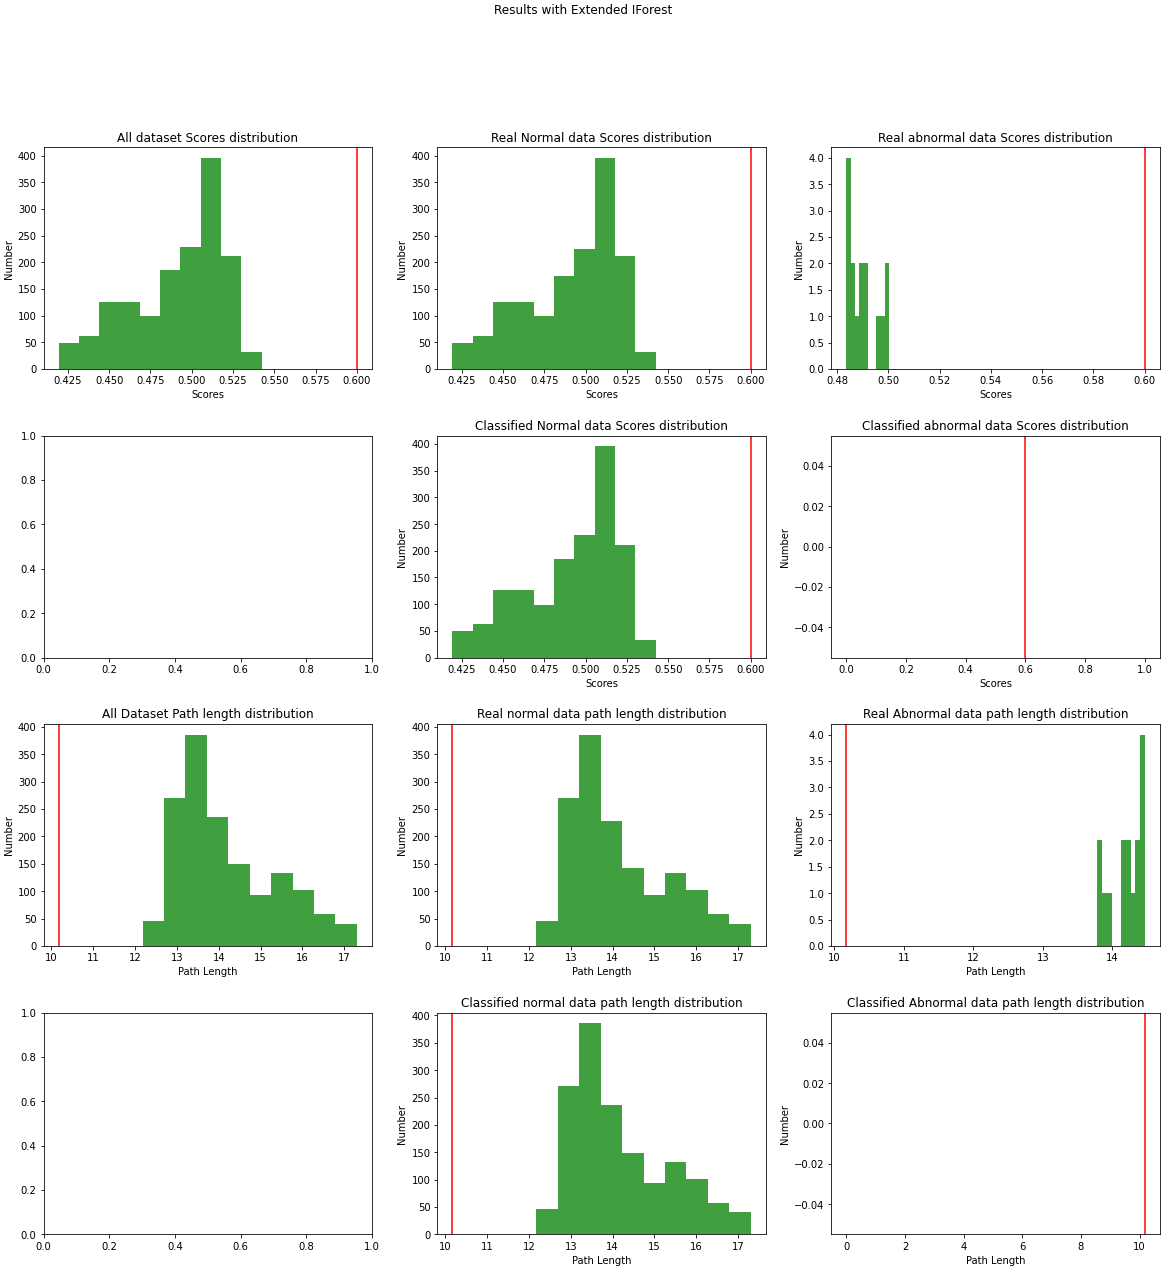 Results with Extended IForest
All dataset Scores distribution
Number
400
350
300
250
200
150
100
50
0
0.425 0.450 0.475 0.500 0.525 0.550 0.575 0.600
Scores
Real Normal data Scores distribution
Number
400
350
300
250
200
150
100
50
0
0.425 0.450 0.475 0.500 0.525 0.550 0.575 0.600
Scores
Real abnormal data Scores distribution
Number
4.0
3.5
3.0
2.5
2.0
1.5
1.0
0.5
0.0
0.48 0.50 0.52 0.54 0.56 0.58 0.60
Scores
1.0
0.8
0.6
0.4
0.2
0.0
0.0 0.2 0.4 0.6 0.8 1.0
Classified Normal data Scores distribution
Number
400
350
300
250
200
150
100
50
0
0.425 0.450 0.475 0.500 0.525 0.550 0.575 0.600
Scores
Classified abnormal data Scores distribution
Number
0.04
0.02
0.00
−0.02
−0.04
0.0 0.2 0.4 0.6 0.8 1.0
Scores
All Dataset Path length distribution
Number
400
350
300
250
200
150
100
50
0
10 11 12 13 14 15 16 17
Path Length
Real normal data path length distribution
Number
400
350
300
250
200
150
100
50
0
10 11 12 13 14 15 16 17
Path Length
Real Abnormal data path length distribution
Number
4.0
3.5
3.0
2.5
2.0
1.5
1.0
0.5
0.0
10 11 12 13 14
Path Length
1.0
0.8
0.6
0.4
0.2
0.0
0.0 0.2 0.4 0.6 0.8 1.0
Classified normal data path length distribution
Number
400
350
300
250
200
150
100
50
0
10 11 12 13 14 15 16 17
Path Length
Classified Abnormal data path length distribution
Number
0.04
0.02
0.00
−0.02
−0.04
0 2 4 6 8 10
Path Length